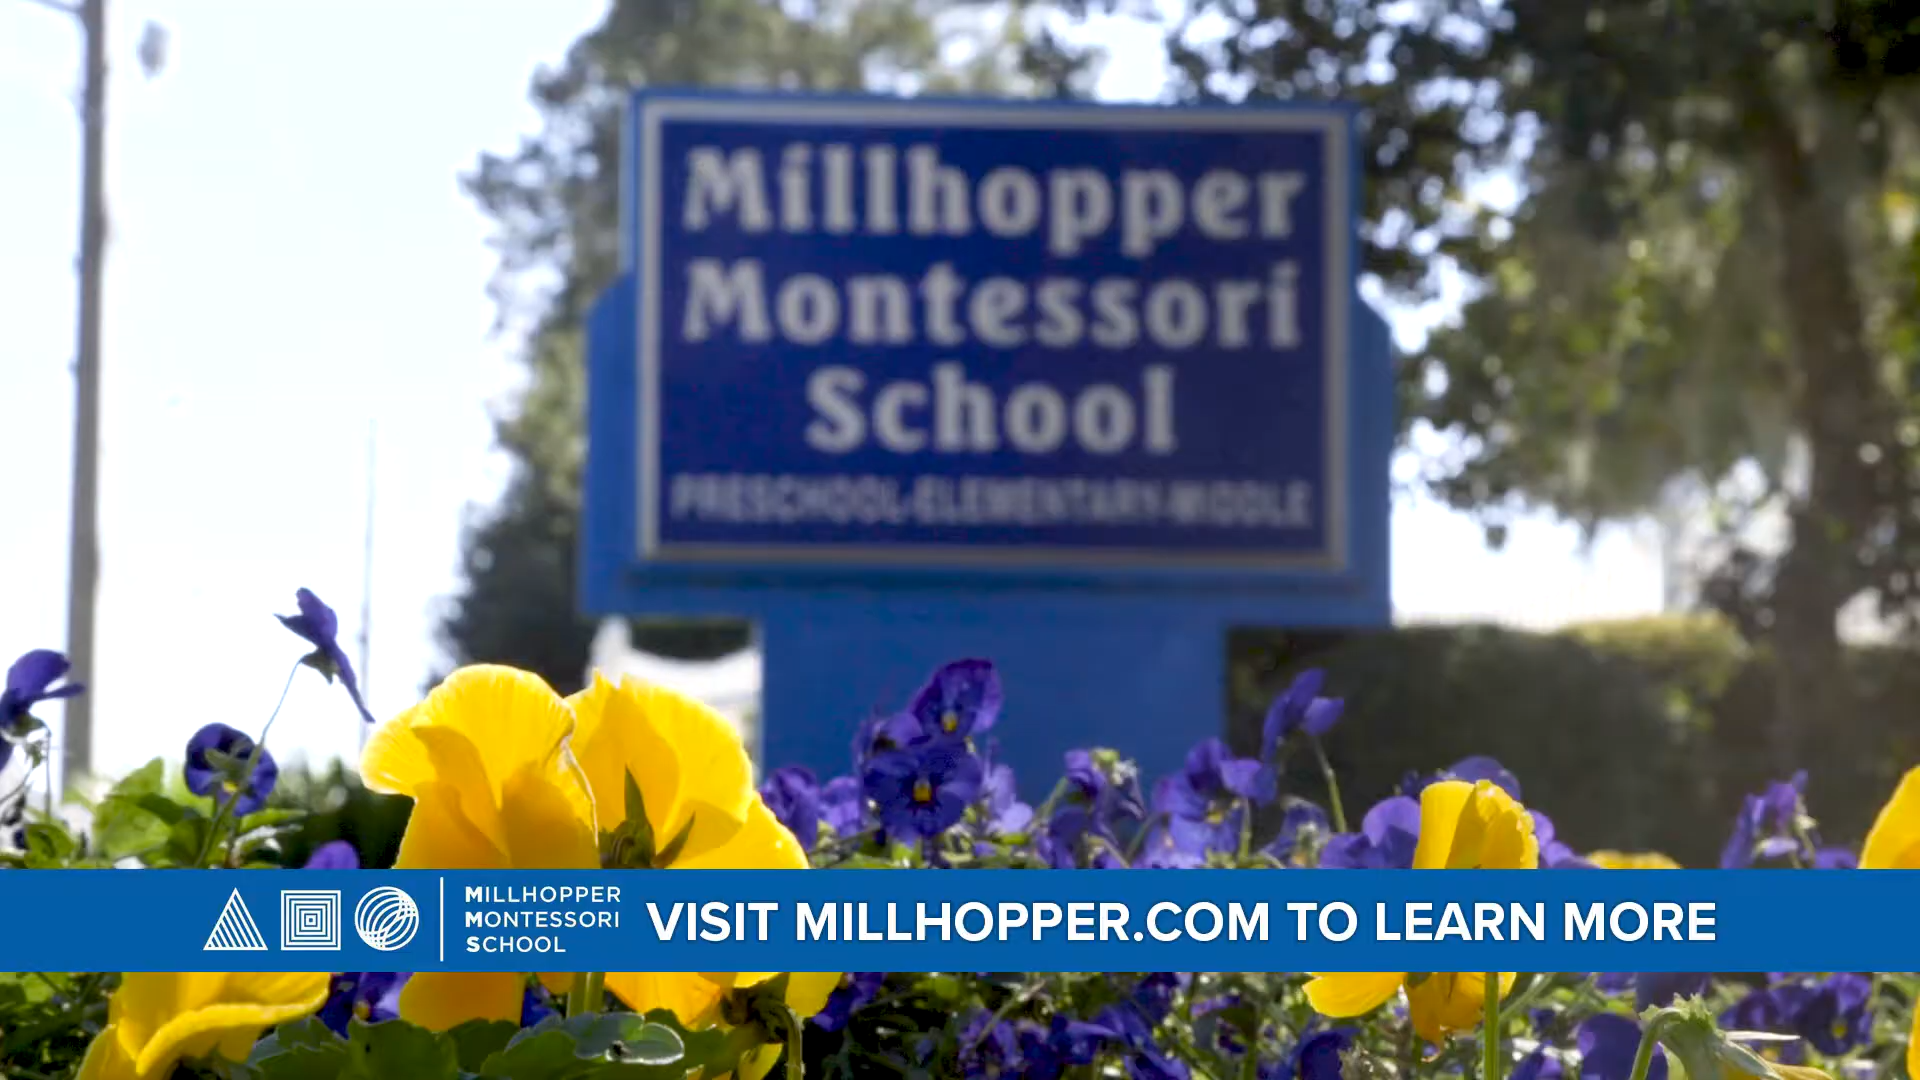 Millhopper
Montessori
School
PRESCHOOL-ELEMENTARY-MIDDLE
MILLHOPPER
MONTESSORI
SCHOOL
VISIT MILLHOPPER.COM TO LEARN MORE